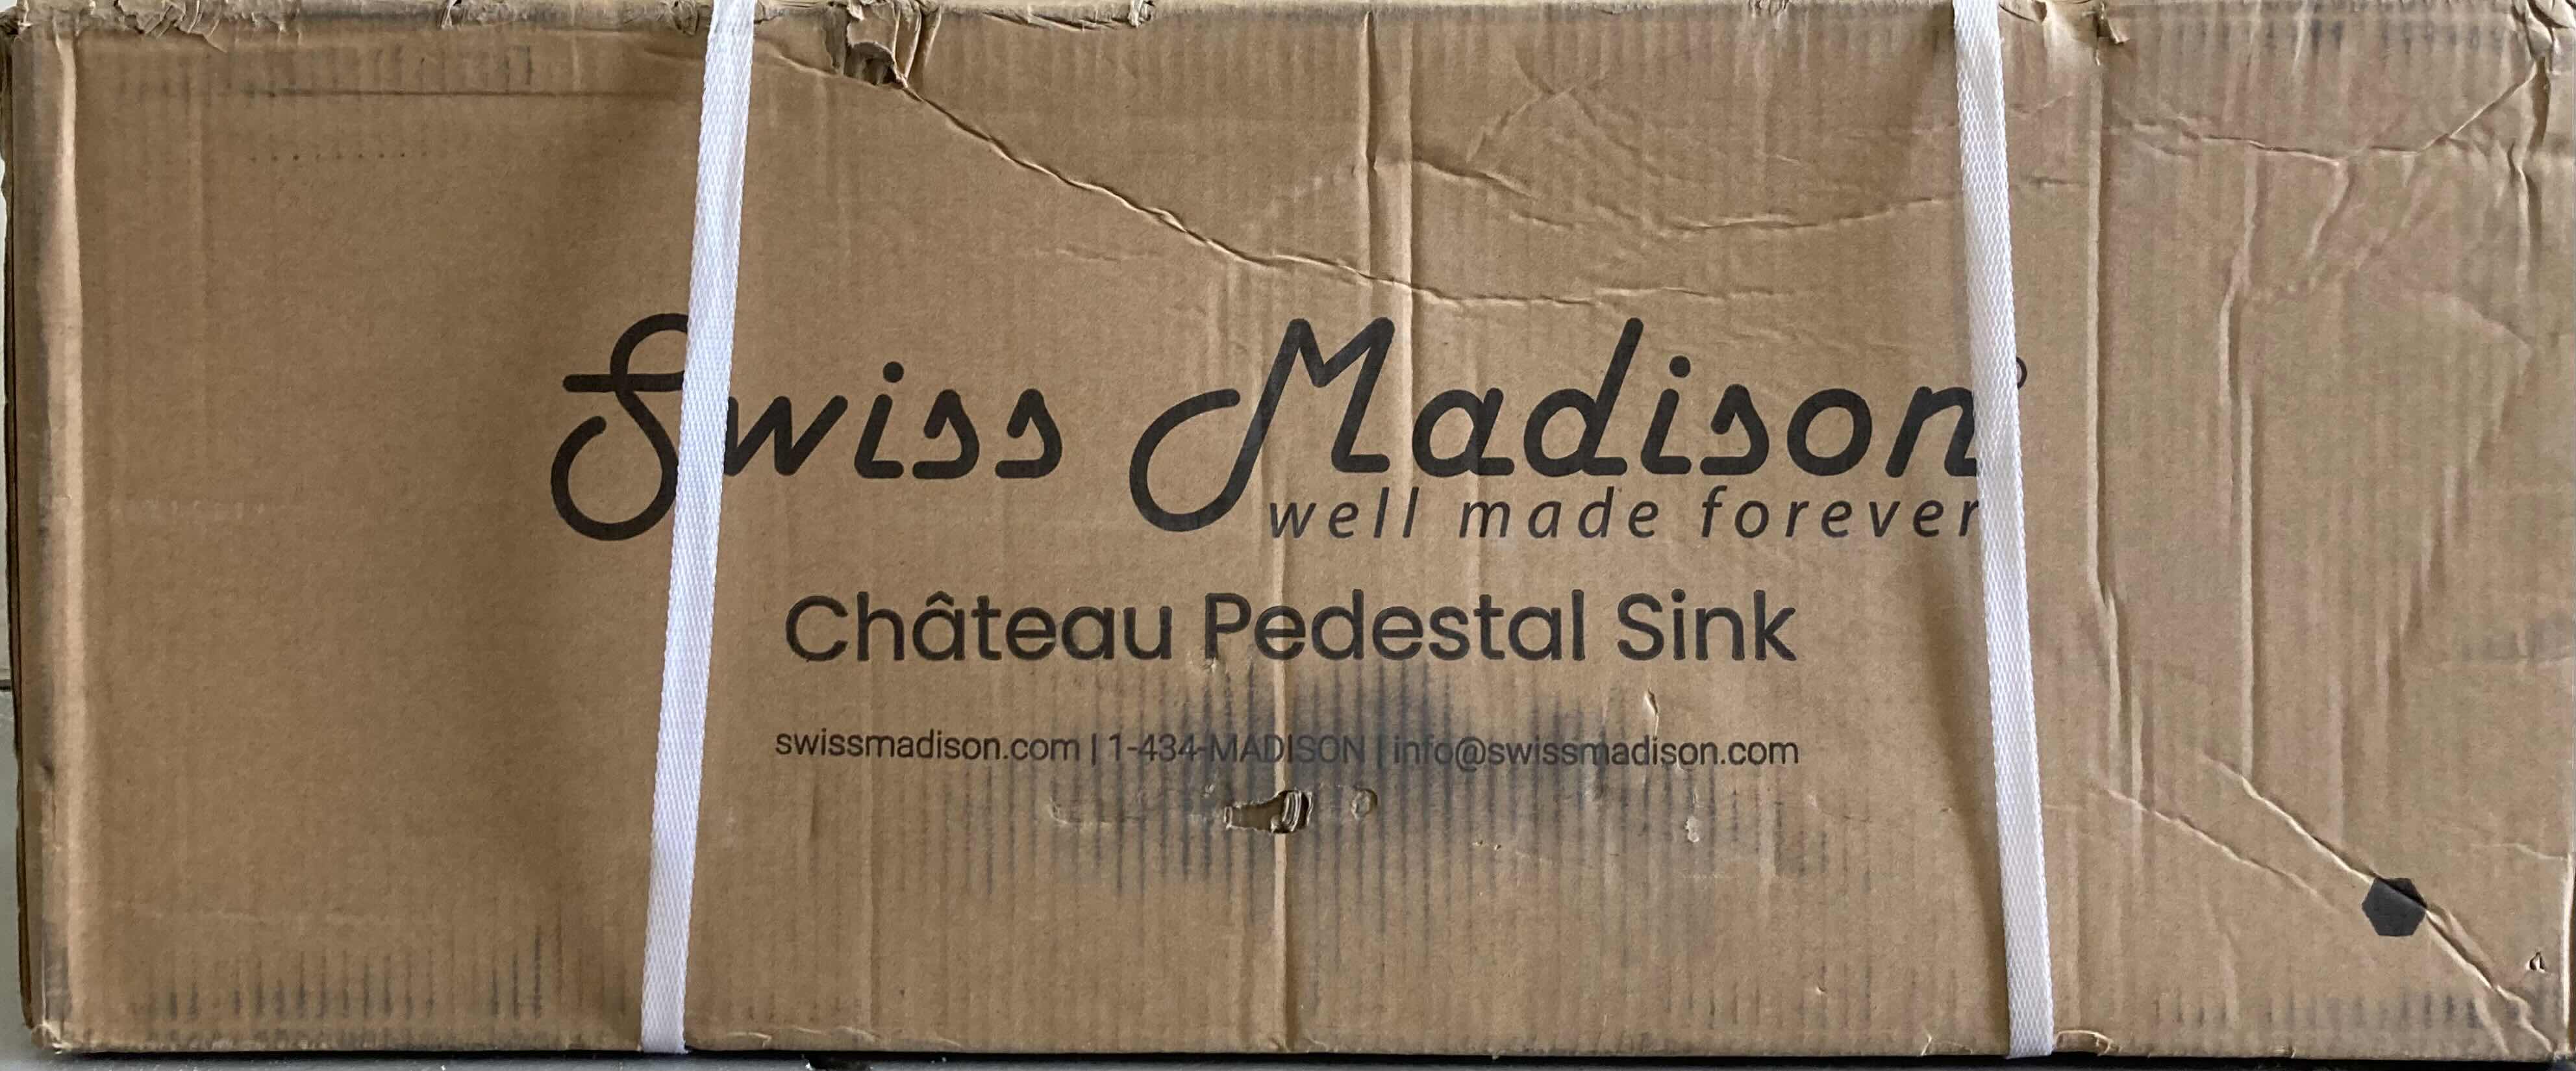 Swiss Madison®
well made forever
Château Pedestal Sink
swissmadison.com | 1-434-MADISON | info@swissmadison.com